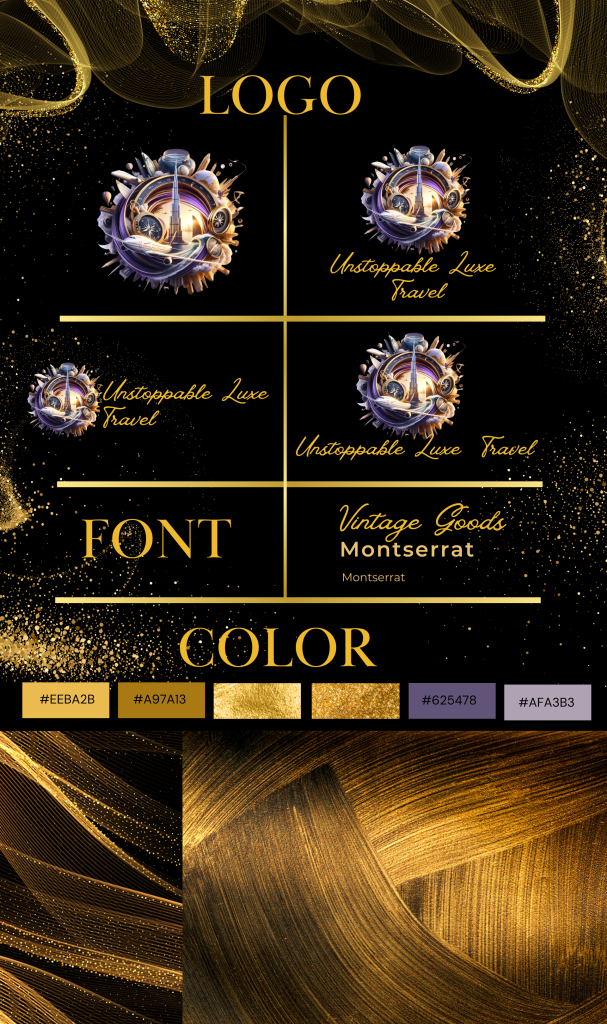 LOGO
Unstoppable Luxe
Travel
Unstoppable Luxe
Travel
Unstoppable Luxe Travel
FONT
Vintage Goods
Montserrat
Montserrat
COLOR
#EEBA2B
#A97A13
#625478
#AFA3B3